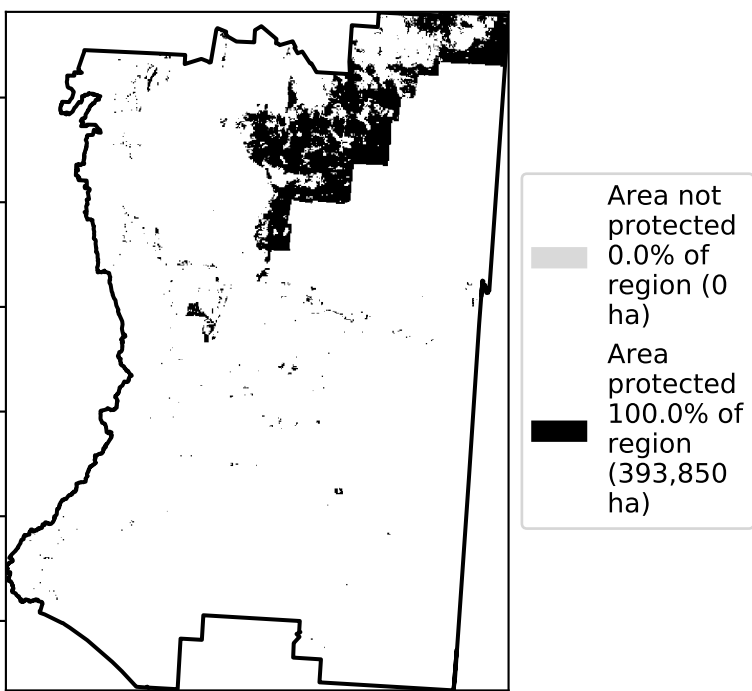 Area not
protected
0.0% of
region (0
ha)
Area
protected
100.0% of
region
(393,850
ha)